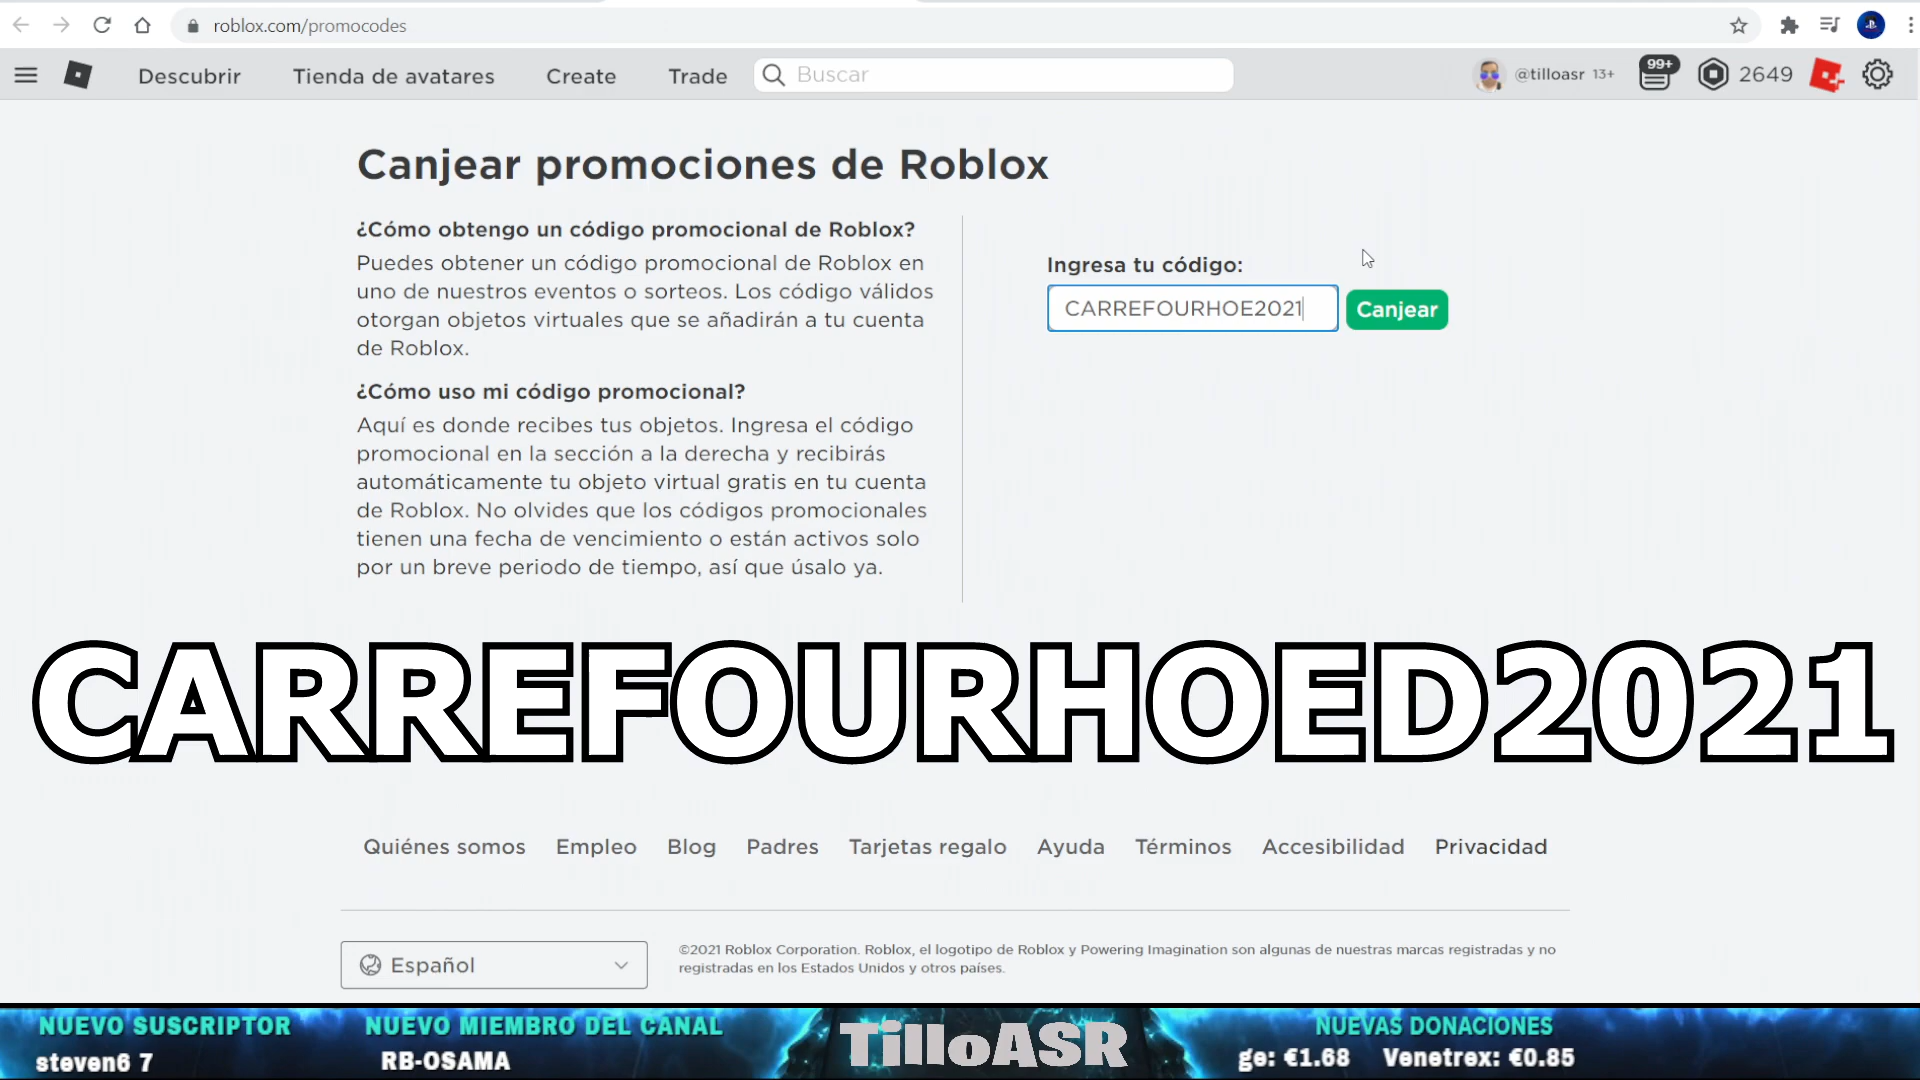 roblox.com/promocodes
Descubrir Tienda de avatares Create Trade Buscar @tilloasr 13+ 99+ 2649
Canjear promociones de Roblox
¿Cómo obtengo un código promocional de Roblox?
Puedes obtener un código promocional de Roblox en
uno de nuestros eventos o sorteos. Los código válidos
otorgan objetos virtuales que se añadirán a tu cuenta
de Roblox.
¿Cómo uso mi código promocional?
Aquí es donde recibes tus objetos. Ingresa el código
promocional en la sección a la derecha y recibirás
automáticamente tu objeto virtual gratis en tu cuenta
de Roblox. No olvides que los códigos promocionales
tienen una fecha de vencimiento o están activos solo
por un breve periodo de tiempo, así que úsalo ya.
Ingresa tu código:
CARREFOURHOE2021 Canjear
CARREFOURHOED2021
Quiénes somos Empleo Blog Padres Tarjetas regalo Ayuda Términos Accesibilidad Privacidad
Español
©2021 Roblox Corporation. Roblox, el logotipo de Roblox y Powering Imagination son algunas de nuestras marcas registradas y no
registradas en los Estados Unidos y otros países.
NUEVO SUSCRIPTOR NUEVO MIEMBRO DEL CANAL TilloASR NUEVAS DONACIONES
steven6 7 RB-OSAMA ge: €1.68 Venetrex: €0.85